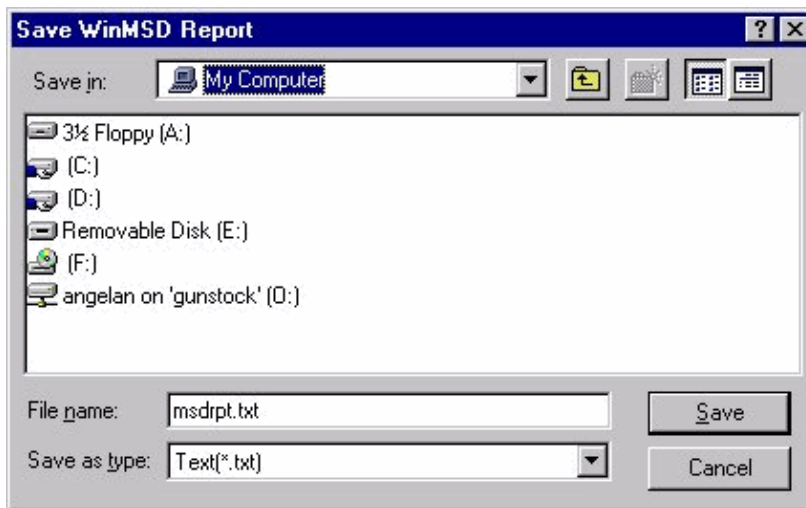 Save WinMSD Report
Save in: My Computer
3½ Floppy (A:)
(C:)
(D:)
Removable Disk (E:)
(F:)
angelan on 'gunstock' (O:)
File name: msdrpt.txt Save
Save as type: Text(*.txt) Cancel